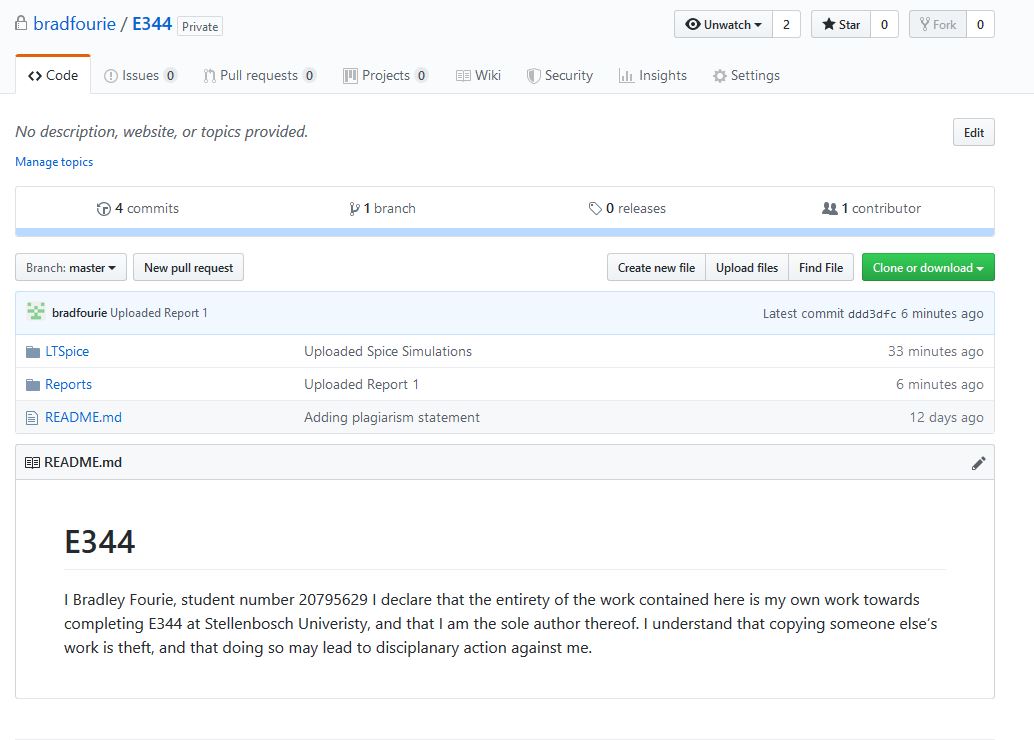 bradfourie / E344 Private Unwatch 2 Star 0 Fork 0
Code Issues 0 Pull requests 0 Projects 0 Wiki Security Insights Settings
No description, website, or topics provided. Edit
Manage topics
4 commits 1 branch 0 releases 1 contributor
Branch: master New pull request Create new file Upload files Find File Clone or download
bradfourie Uploaded Report 1 Latest commit ddd3dfc 6 minutes ago
LTSpice Uploaded Spice Simulations 33 minutes ago
Reports Uploaded Report 1 6 minutes ago
README.md Adding plagiarism statement 12 days ago
README.md
E344
I Bradley Fourie, student number 20795629 I declare that the entirety of the work contained here is my own work towards
completing E344 at Stellenbosch Univeristy, and that I am the sole author thereof. I understand that copying someone else's
work is theft, and that doing so may lead to disciplanary action against me.